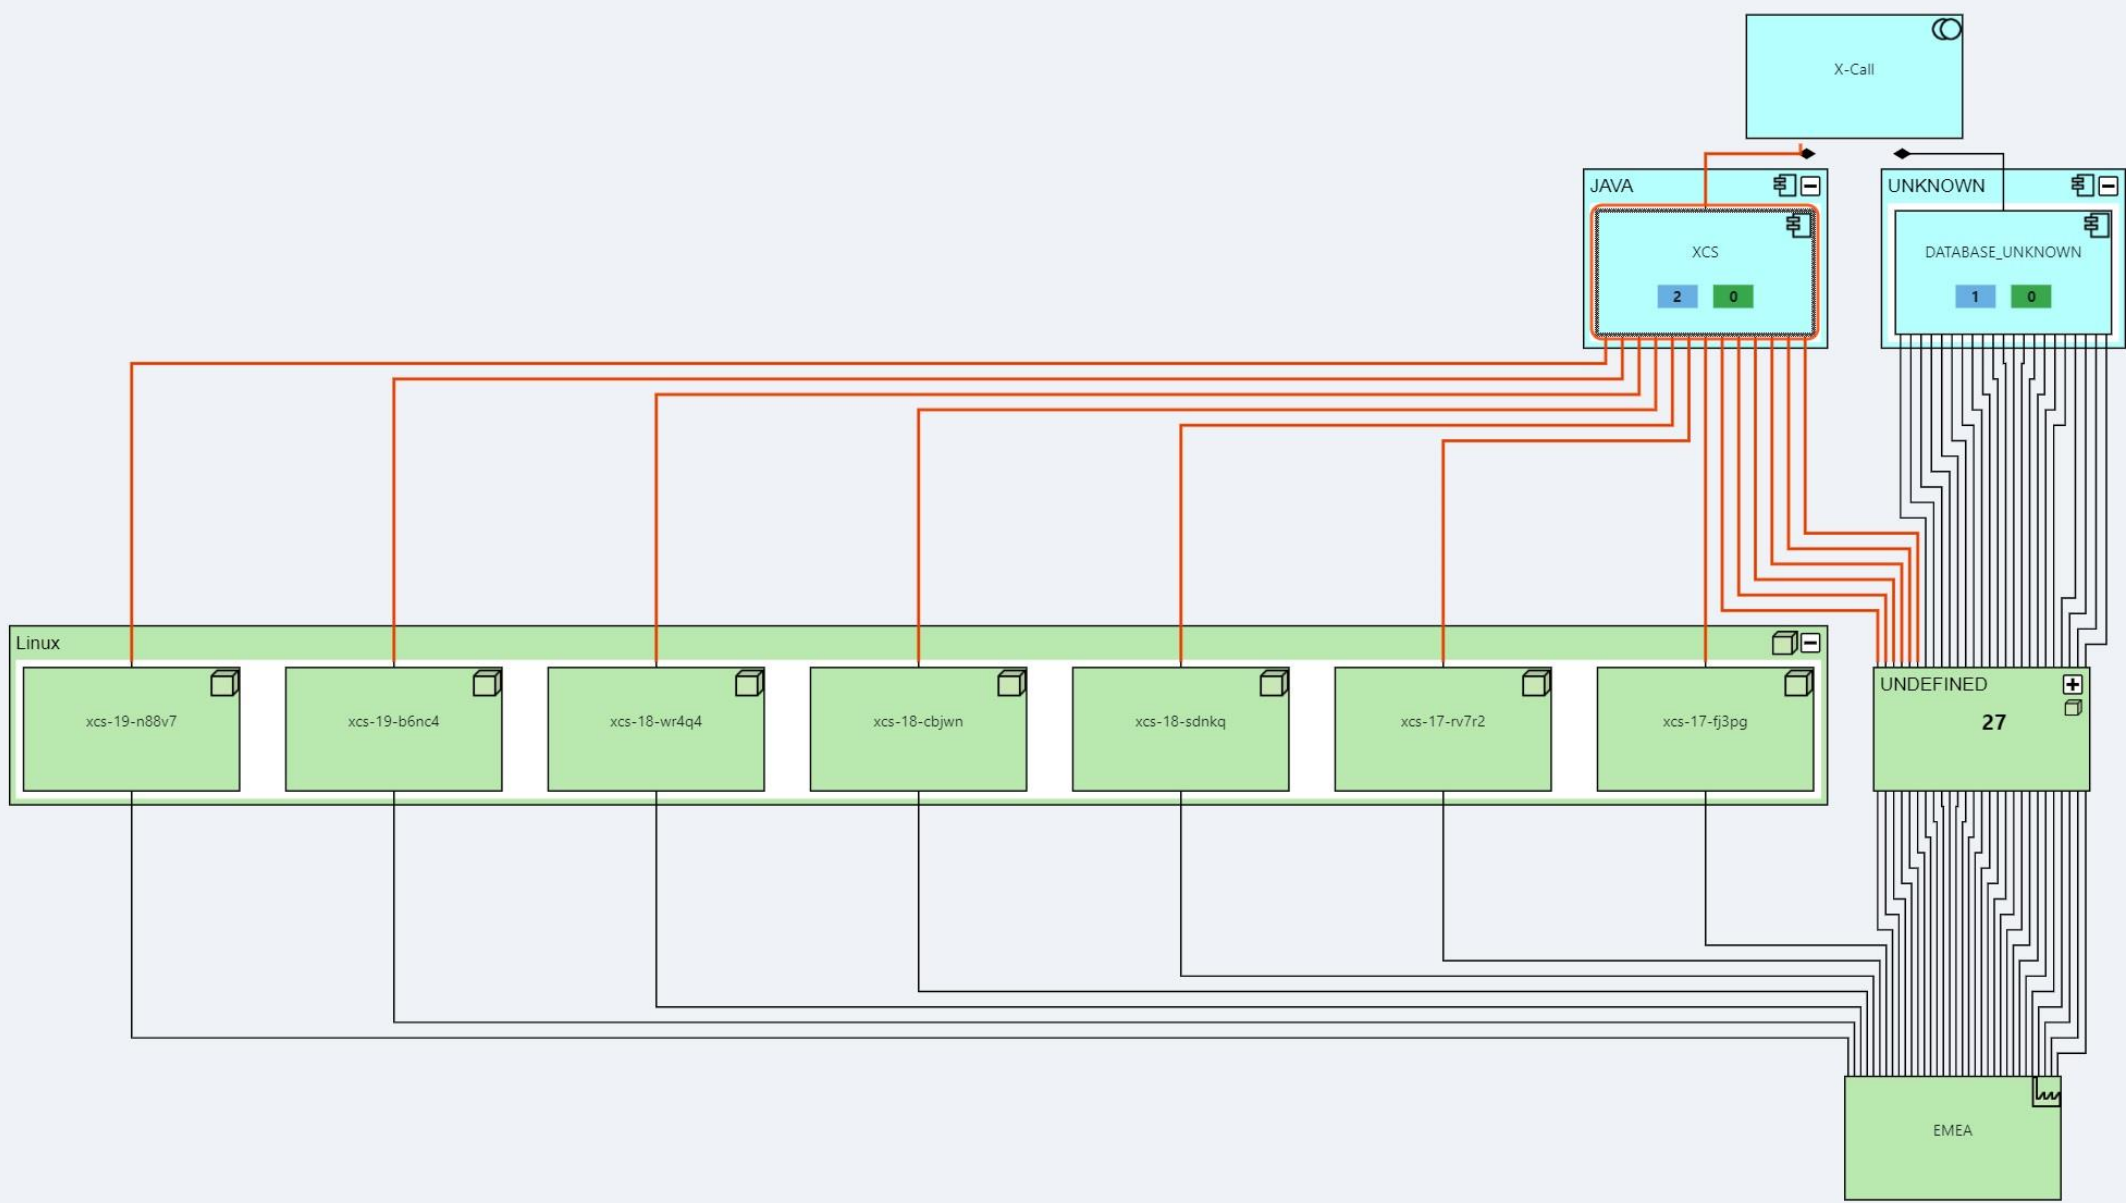 X-Call
JAVA
UNKNOWN
XCS
DATABASE_UNKNOWN
2 0
1 0
Linux
xcs-19-n88v7
xcs-19-b6nc4
xcs-18-wr4q4
xcs-18-cbjwn
xcs-18-sdnkq
xcs-17-rv7r2
xcs-17-fj3pg
UNDEFINED
27
EMEA